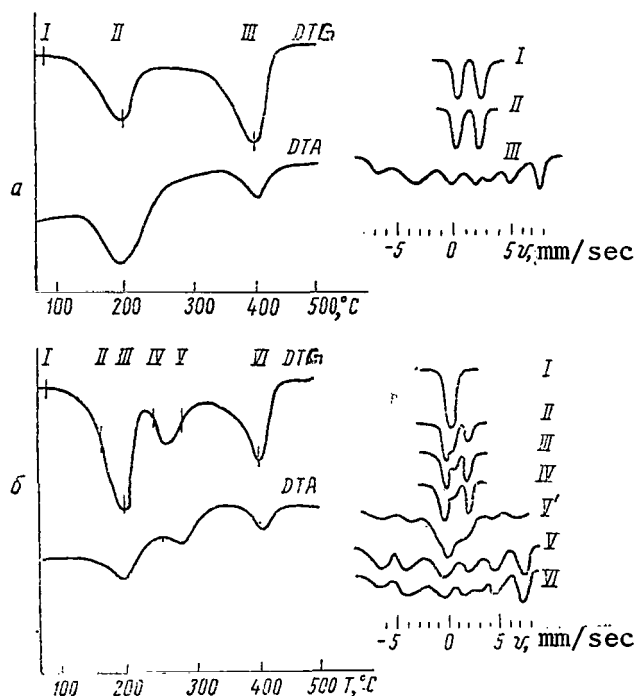 I II III DTG
DTA
a
100 200 300 400 500,°C
I
II
III
-5 0 5 v, mm/sec
I II III IV V VI DTG
DTA
б
100 200 300 400 500 T,°C
I
II
III
IV
V'
V
VI
-5 0 5 v, mm/sec